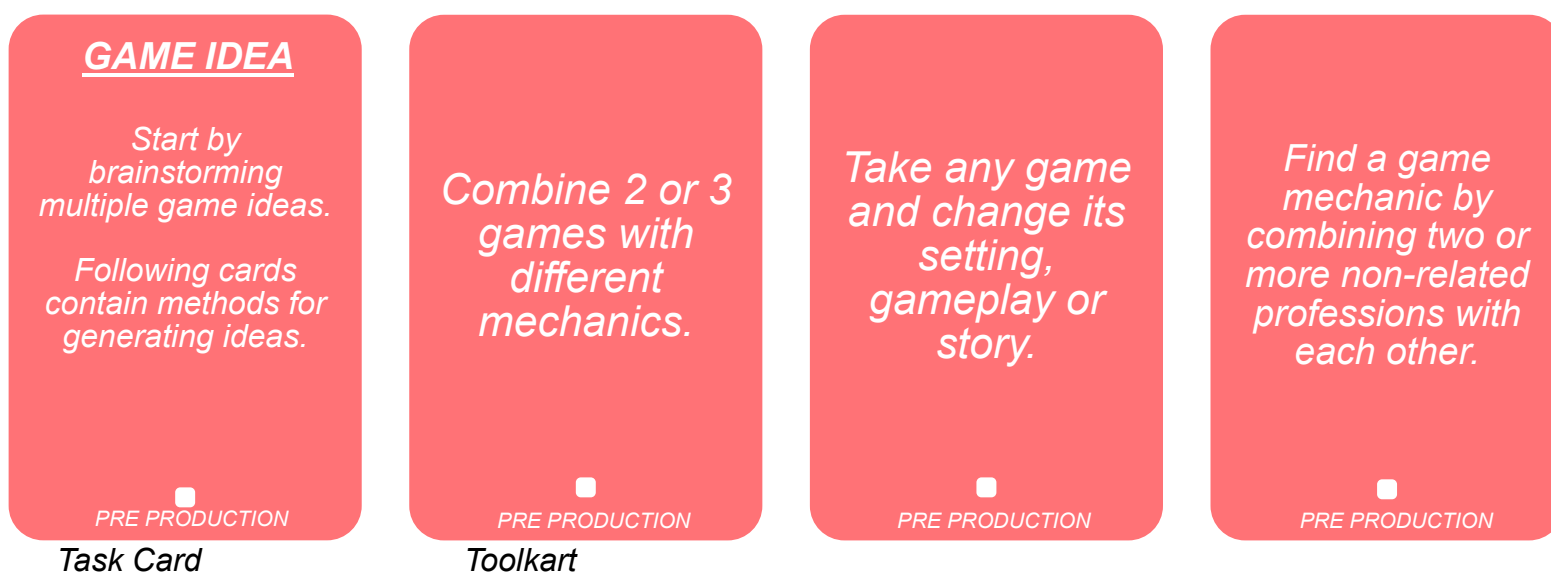 GAME IDEA
Start by
brainstorming
multiple game ideas.
Following cards
contain methods for
generating ideas.
PRE PRODUCTION
Task Card
Combine 2 or 3
games with
different
mechanics.
PRE PRODUCTION
Toolkart
Take any game
and change its
setting,
gameplay or
story.
PRE PRODUCTION
Find a game
mechanic by
combining two or
more non-related
professions with
each other.
PRE PRODUCTION